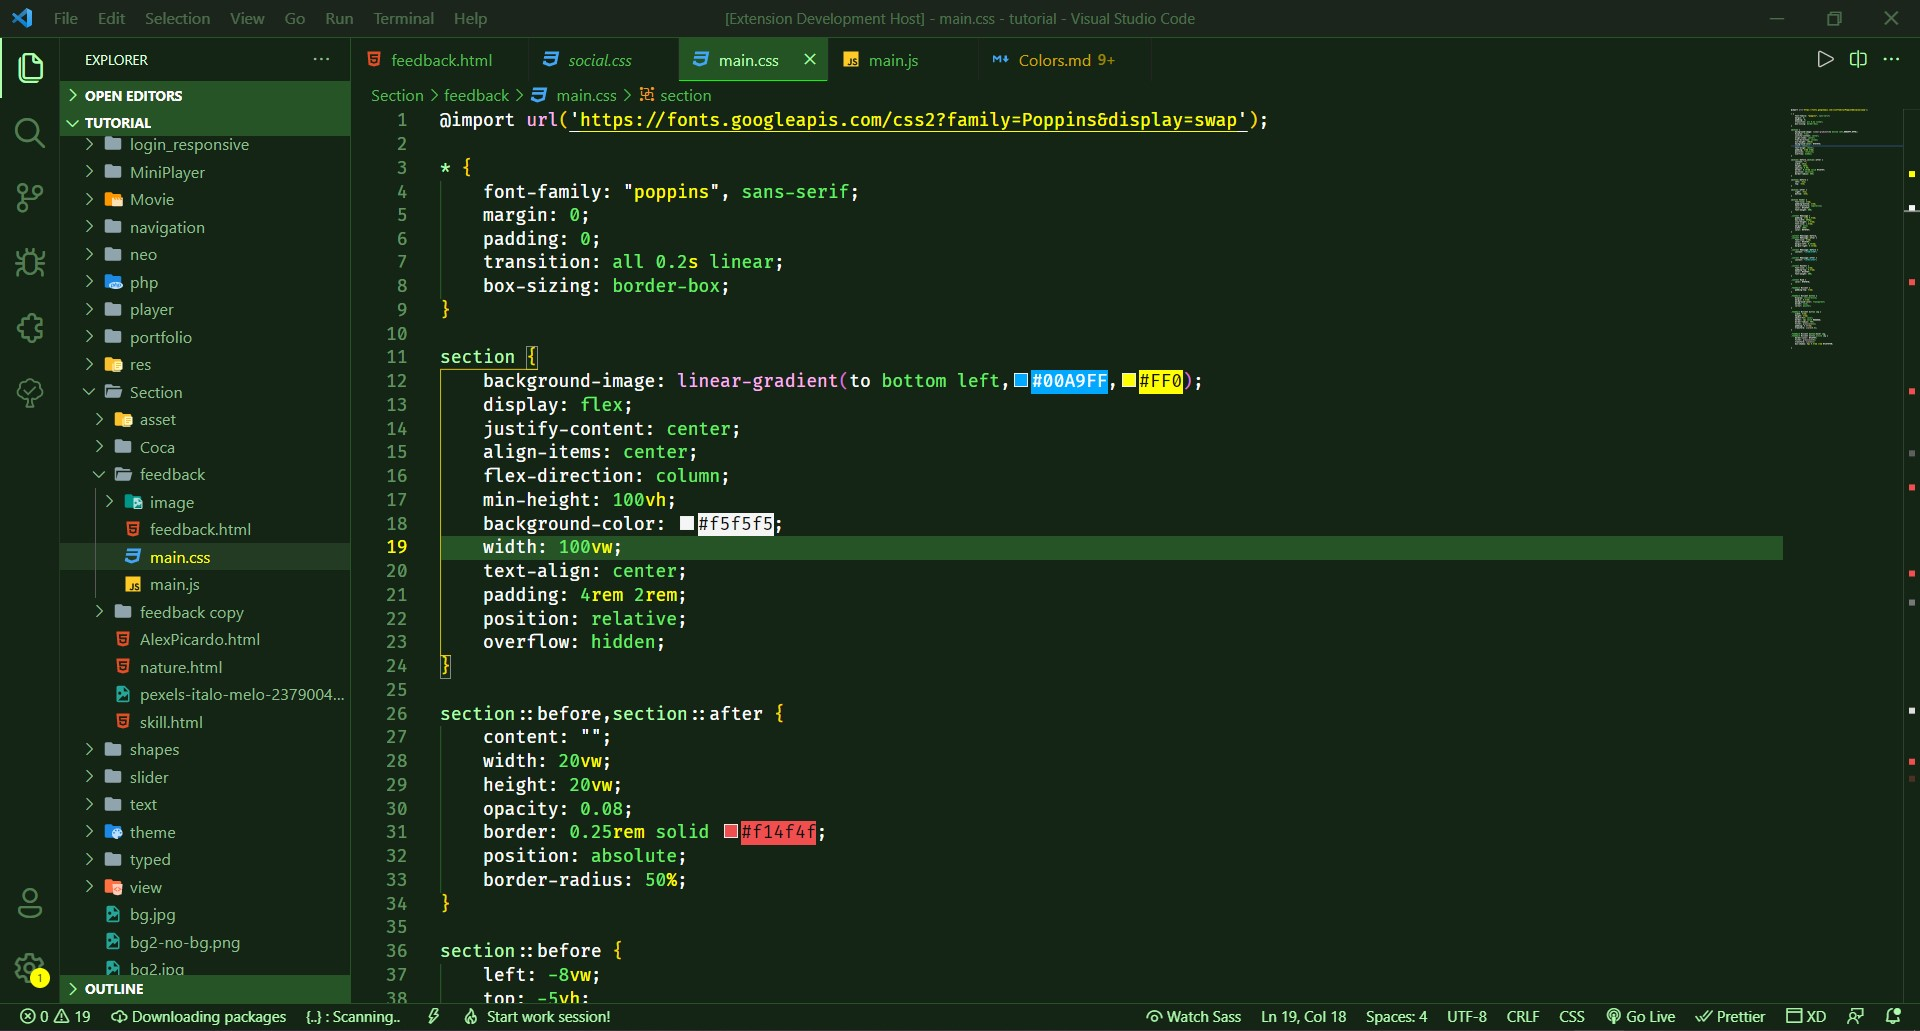 File Edit Selection View Go Run Terminal Help
[Extension Development Host] - main.css - tutorial - Visual Studio Code
EXPLORER
OPEN EDITORS
TUTORIAL
login_responsive
MiniPlayer
Movie
navigation
neo
php
player
portfolio
res
Section
asset
Coca
feedback
image
feedback.html
main.css
main.js
feedback copy
AlexPicardo.html
nature.html
pexels-italo-melo-2379004...
skill.html
shapes
slider
text
theme
typed
view
bg.jpg
bg2-no-bg.png
bg2.jpg
OUTLINE
1
feedback.html
social.css
main.css
JS main.js
Colors.md 9+
Section > feedback > main.css > section
1 @import url('https://fonts.googleapis.com/css2?family=Poppins&display=swap');
2
3 * {
4 font-family: "poppins", sans-serif;
5 margin: 0;
6 padding: 0;
7 transition: all 0.2s linear;
8 box-sizing: border-box;
9 }
10
11 section {
12 background-image: linear-gradient(to bottom left, #00A9FF, #FF0);
13 display: flex;
14 justify-content: center;
15 align-items: center;
16 flex-direction: column;
17 min-height: 100vh;
18 background-color: #f5f5f5;
19 width: 100vw;
20 text-align: center;
21 padding: 4rem 2rem;
22 position: relative;
23 overflow: hidden;
24 }
25
26 section::before,section::after {
27 content: "";
28 width: 20vw;
29 height: 20vw;
30 opacity: 0.08;
31 border: 0.25rem solid #f14f4f;
32 position: absolute;
33 border-radius: 50%;
34 }
35
36 section::before {
37 left: -8vw;
38 top: -5vh;
0 19 Downloading packages {..} : Scanning.. Start work session!
Watch Sass Ln 19, Col 18 Spaces: 4 UTF-8 CRLF CSS Go Live Prettier XD